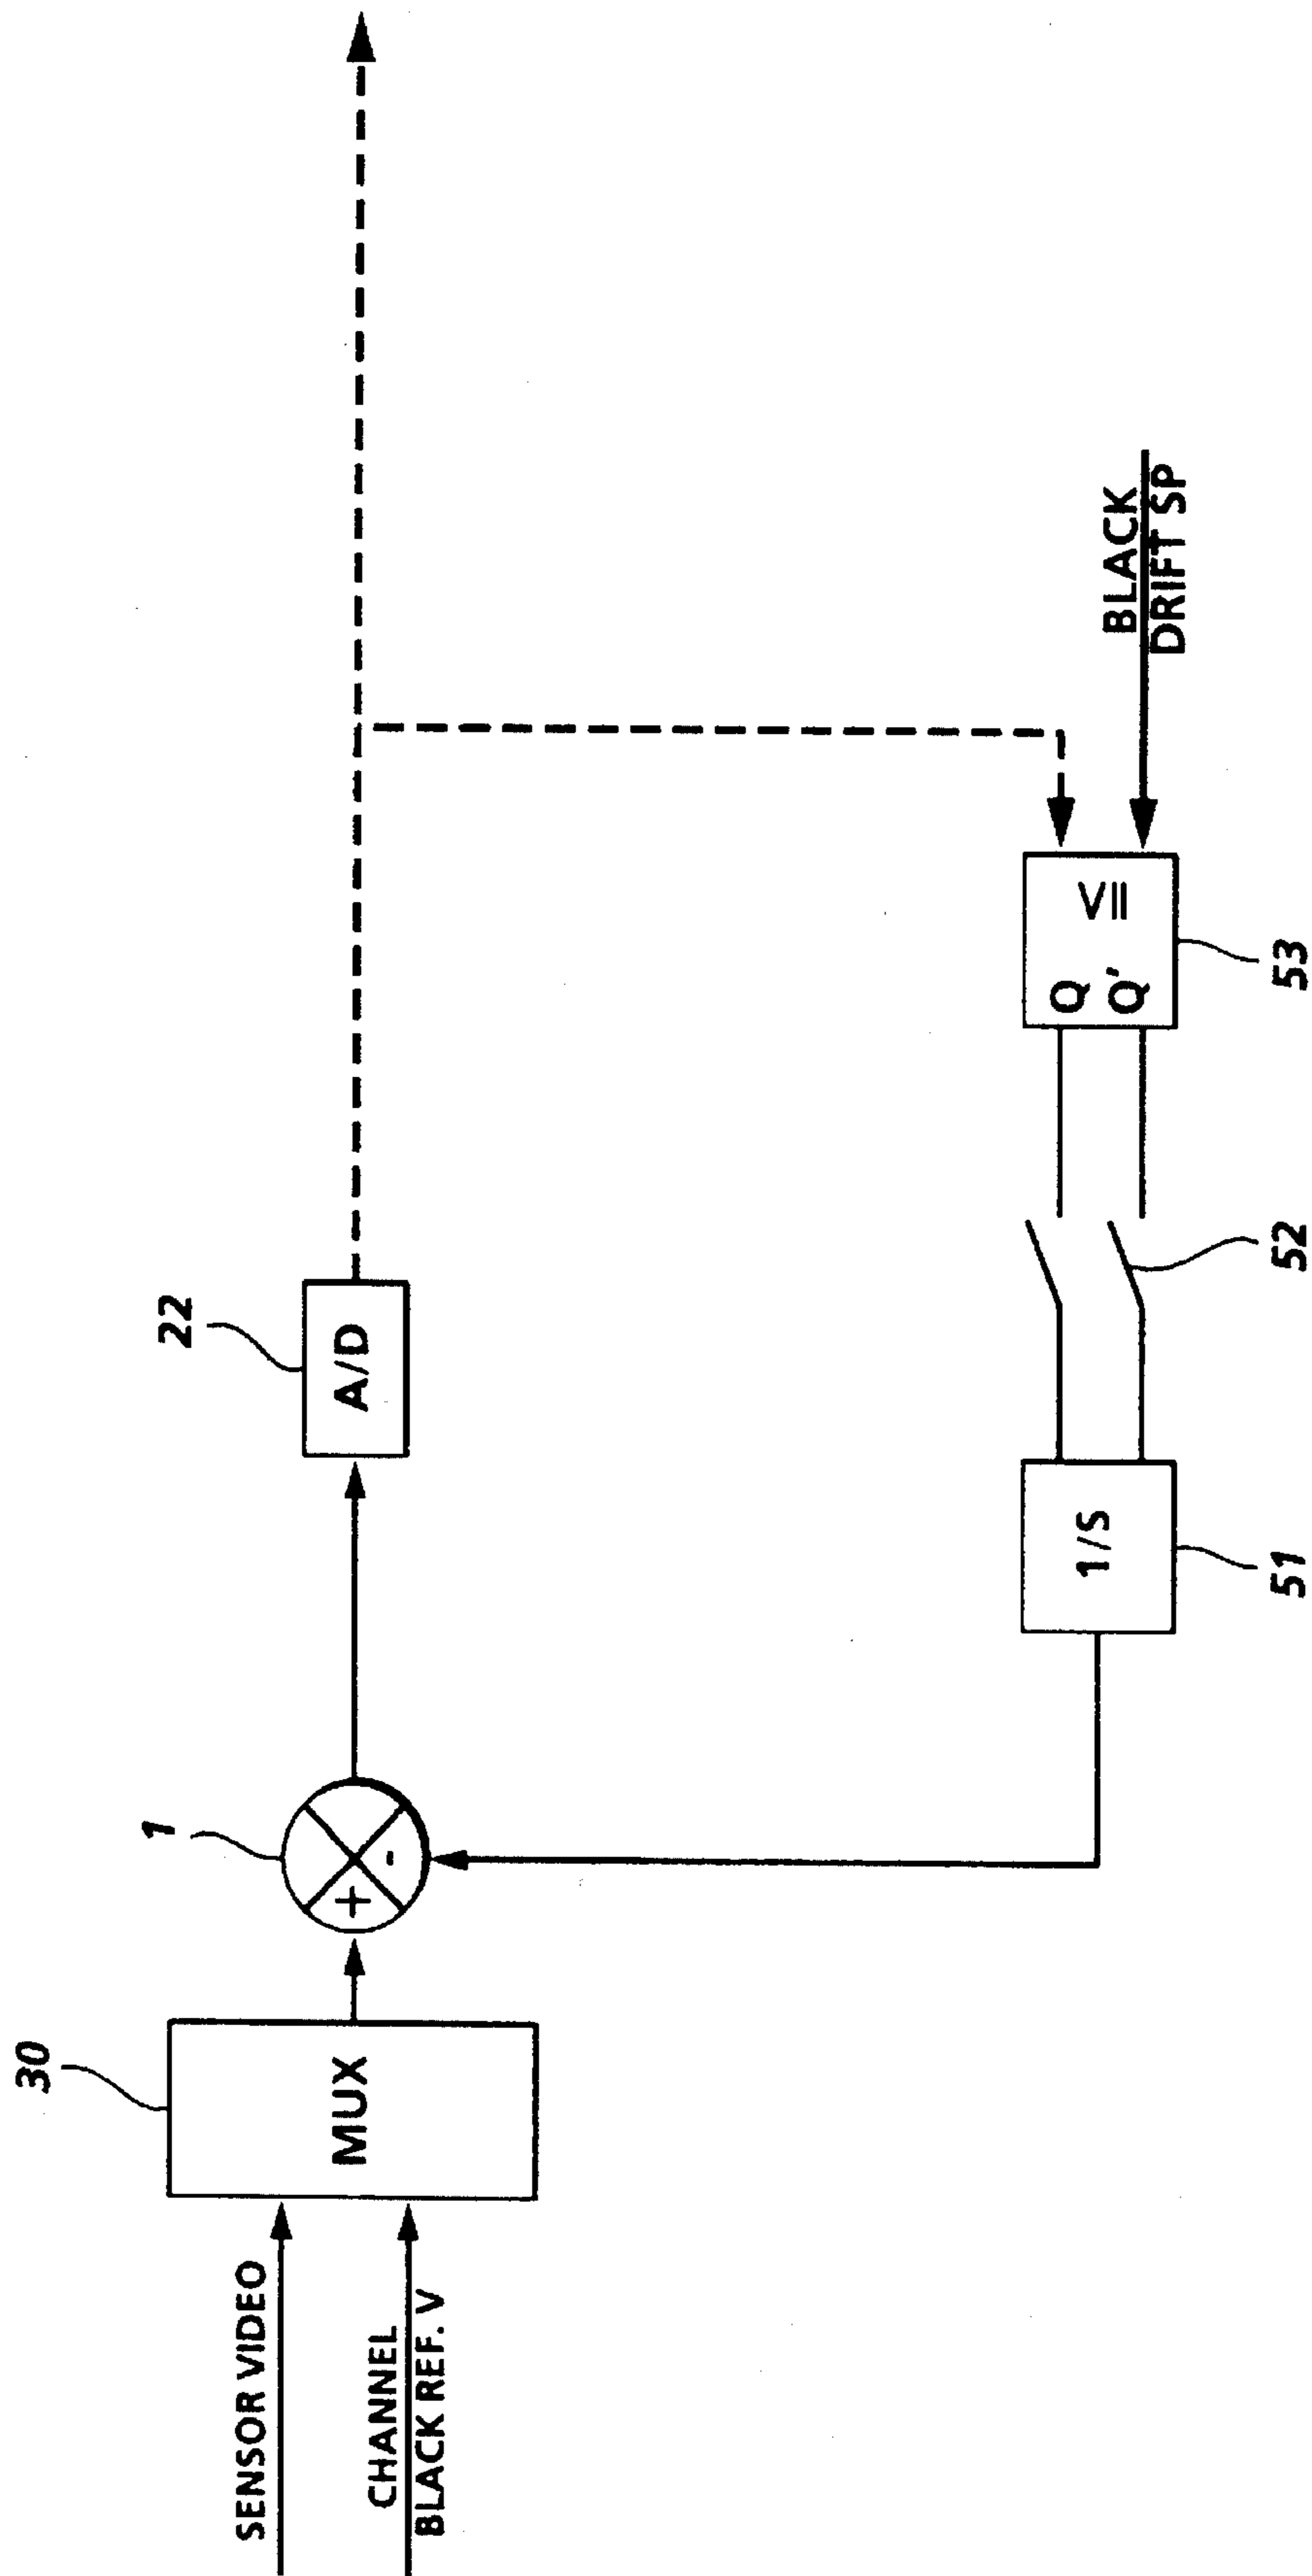 SENSOR VIDEO
CHANNEL
BLACK REF. V
30
MUX
1
+
-
22
A/D
1/S
51
52
Q
Q'
≤
53
BLACK
DRIFT SP